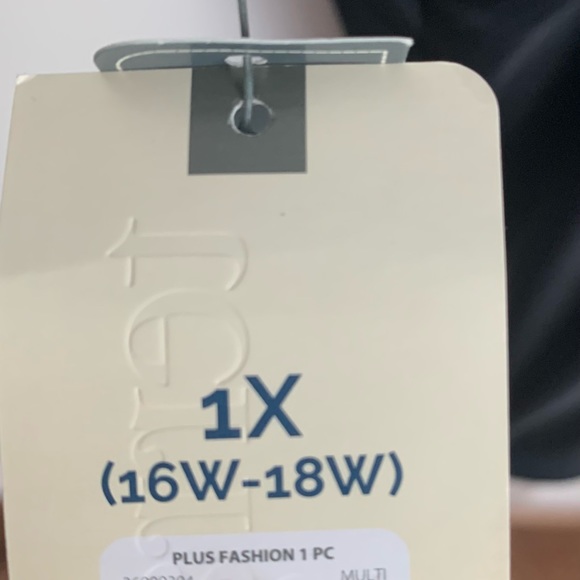 1X
(16W-18W)
PLUS FASHION 1 PC
MULTI